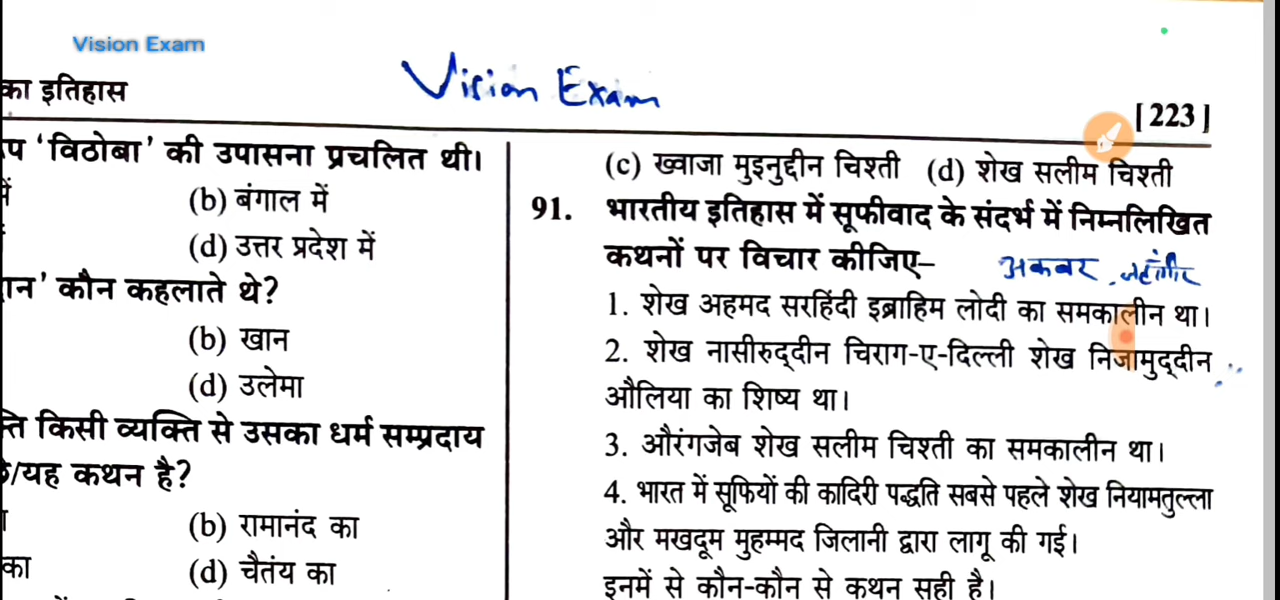 Vision Exam
का इतिहास
Vision Exam
[ 223 ]
'विठोबा' की उपासना प्रचलित थी।
(b) बंगाल में
(d) उत्तर प्रदेश में
कौन कहलाते थे?
(b) खान
(d) उलेमा
किसी व्यक्ति से उसका धर्म सम्प्रदाय
/यह कथन है?
(b) रामानंद का
का
(d) चैतंय का
(c) ख्वाजा मुइनुद्दीन चिश्ती (d) शेख सलीम चिश्ती
91. भारतीय इतिहास में सूफीवाद के संदर्भ में निम्नलिखित
कथनों पर विचार कीजिए–
अकबर, जहांगीर
1. शेख अहमद सरहिंदी इब्राहिम लोदी का समकालीन था।
2. शेख नासीरुद्‌दीन चिराग-ए-दिल्ली शेख निजामुद्‌दीन
औलिया का शिष्य था।
3. औरंगजेब शेख सलीम चिश्ती का समकालीन था।
4. भारत में सूफियों की कादिरी पद्धति सबसे पहले शेख नियामतुल्ला
और मखदूम मुहम्मद जिलानी द्वारा लागू की गई।
इनमें से कौन-कौन से कथन सही है।